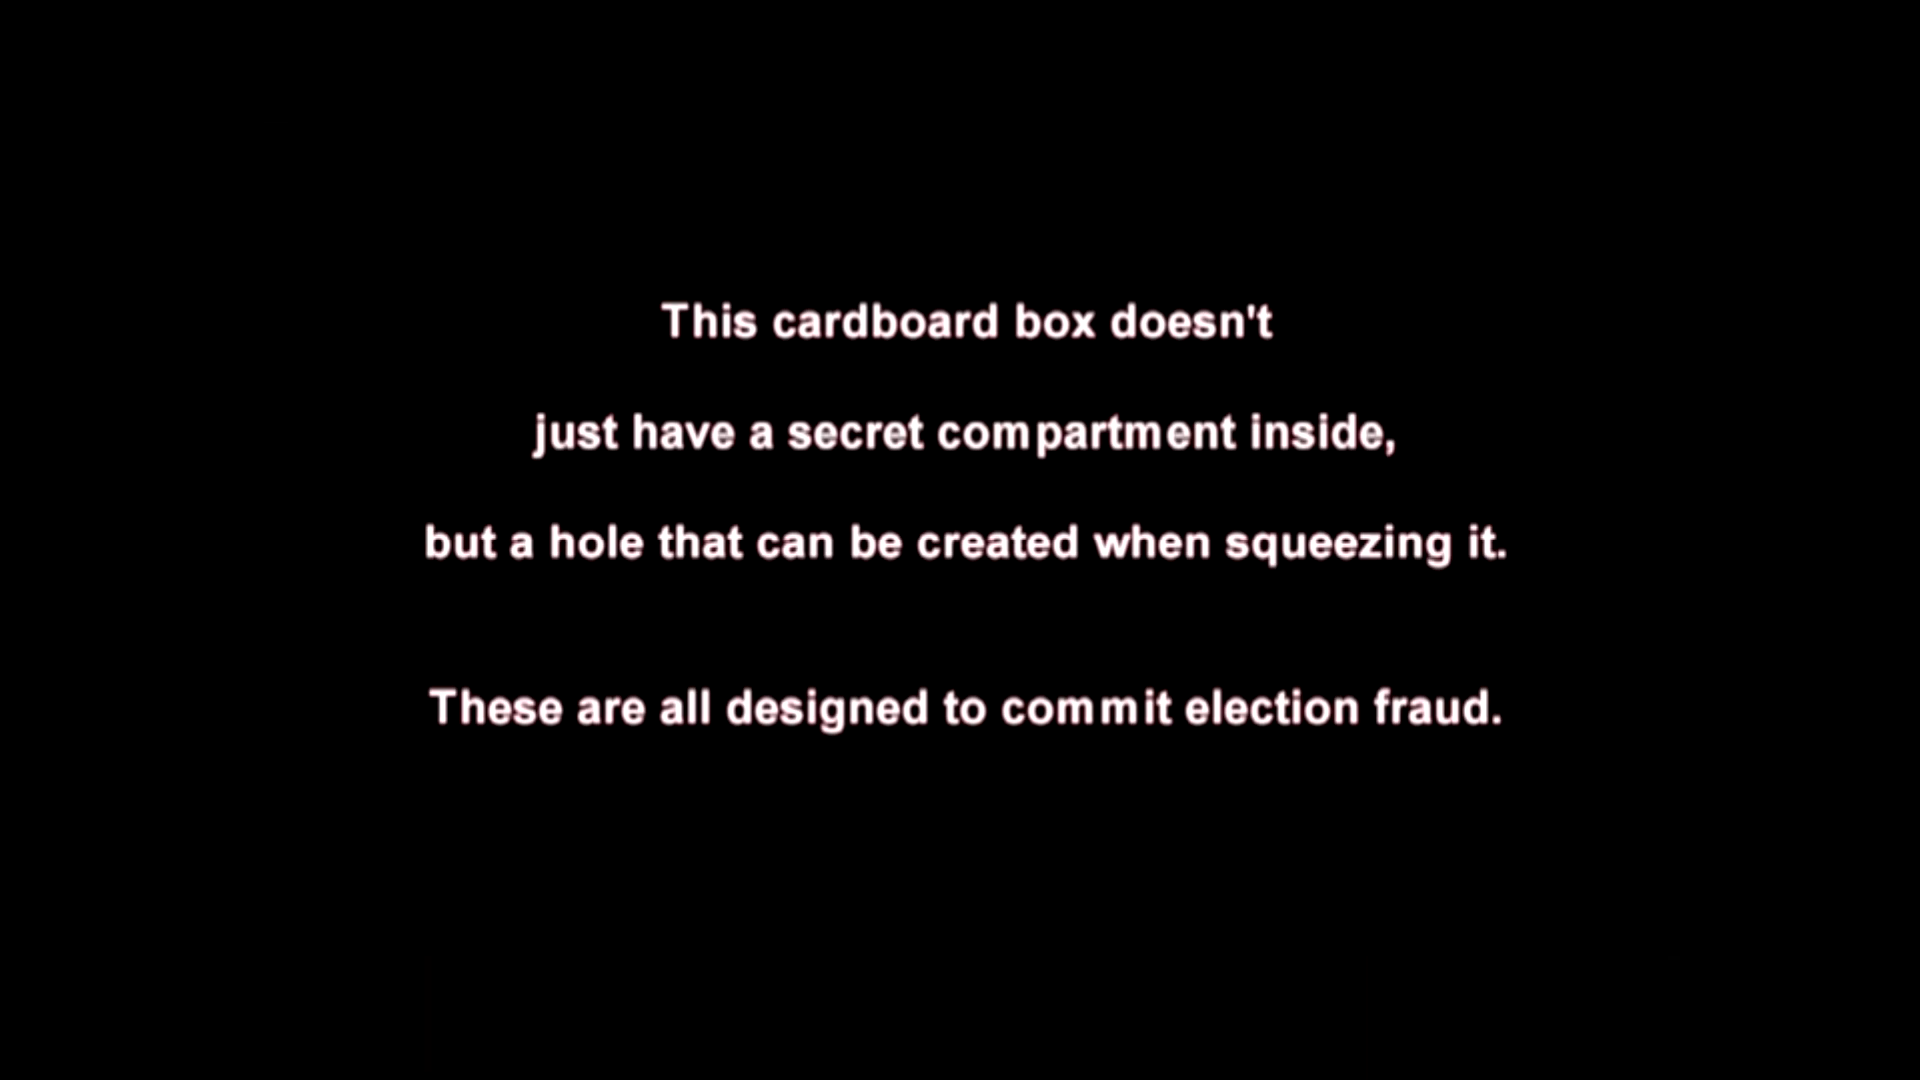 This cardboard box doesn't
just have a secret compartment inside,
but a hole that can be created when squeezing it.
These are all designed to commit election fraud.